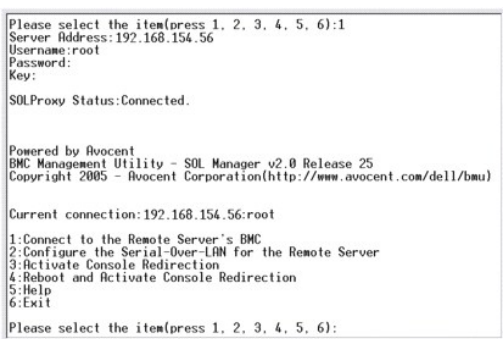 Please select the item(press 1, 2, 3, 4, 5, 6):1
Server Address:192.168.154.56
Username:root
Password:
Key:
SOLProxy Status:Connected.
Powered by Avocent
BMC Management Utility - SOL Manager v2.0 Release 25
Copyright 2005 - Avocent Corporation(http://www.avocent.com/dell/bmu)
Current connection:192.168.154.56:root
1:Connect to the Remote Server's BMC
2:Configure the Serial-Over-LAN for the Remote Server
3:Activate Console Redirection
4:Reboot and Activate Console Redirection
5:Help
6:Exit
Please select the item(press 1, 2, 3, 4, 5, 6):